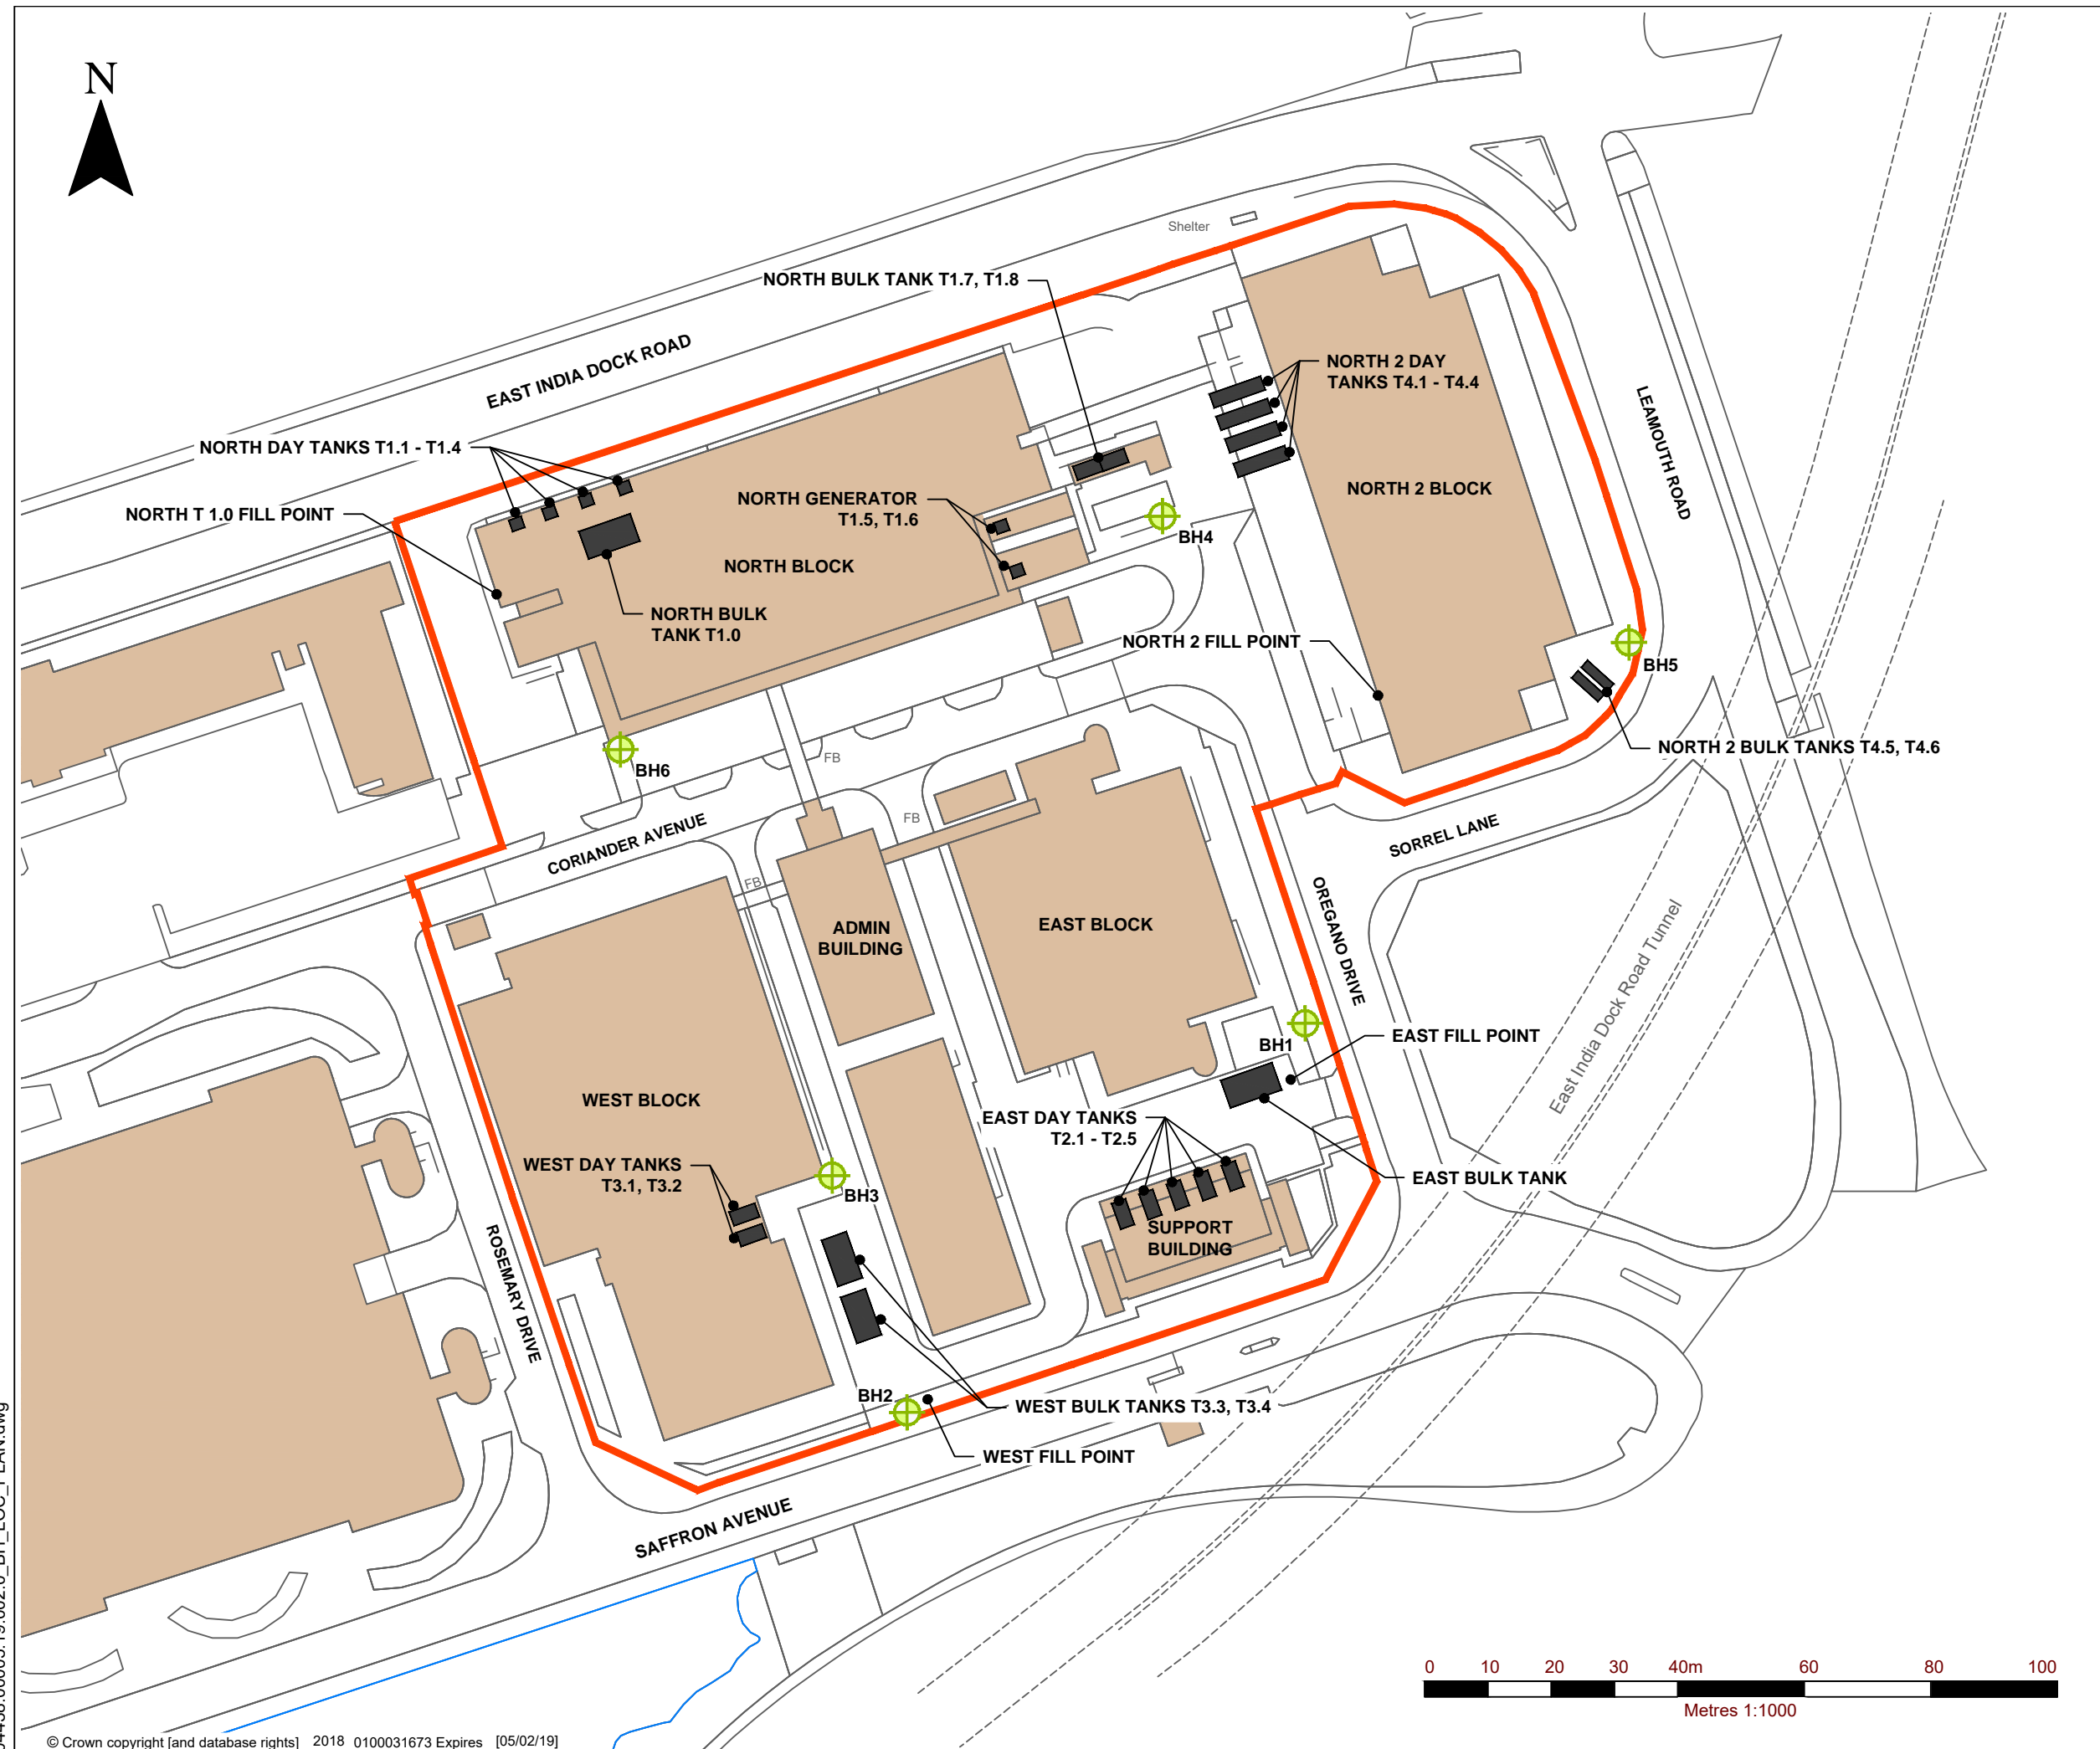 N
Shelter
NORTH BULK TANK T1.7, T1.8
EAST INDIA DOCK ROAD
NORTH 2 DAY
TANKS T4.1 - T4.4
LEAMOUTH ROAD
NORTH DAY TANKS T1.1 - T1.4
NORTH T 1.0 FILL POINT
NORTH GENERATOR
T1.5, T1.6
NORTH 2 BLOCK
BH4
NORTH BLOCK
NORTH BULK
TANK T1.0
NORTH 2 FILL POINT
BH5
NORTH 2 BULK TANKS T4.5, T4.6
BH6
FB
FB
FB
CORIANDER AVENUE
SORREL LANE
ADMIN
BUILDING
EAST BLOCK
OREGANO DRIVE
East India Dock Road Tunnel
BH1
EAST FILL POINT
WEST BLOCK
EAST DAY TANKS
T2.1 - T2.5
WEST DAY TANKS
T3.1, T3.2
BH3
EAST BULK TANK
SUPPORT
BUILDING
ROSEMARY DRIVE
BH2
WEST BULK TANKS T3.3, T3.4
WEST FILL POINT
SAFFRON AVENUE
0 10 20 30 40m 60 80 100
Metres 1:1000
© Crown copyright [and database rights] 2018 0100031673 Expires [05/02/19]